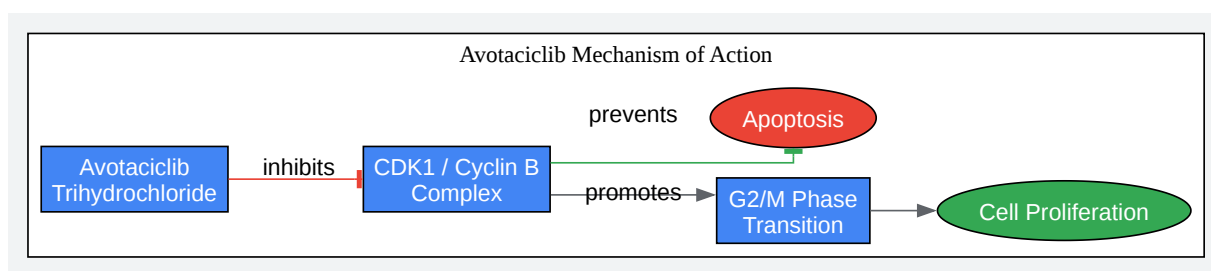 Avotaciclib Mechanism of Action
prevents
Apoptosis
Avotaciclib
Trihydrochloride
inhibits
CDK1 / Cyclin B
Complex
promotes
G2/M Phase
Transition
Cell Proliferation